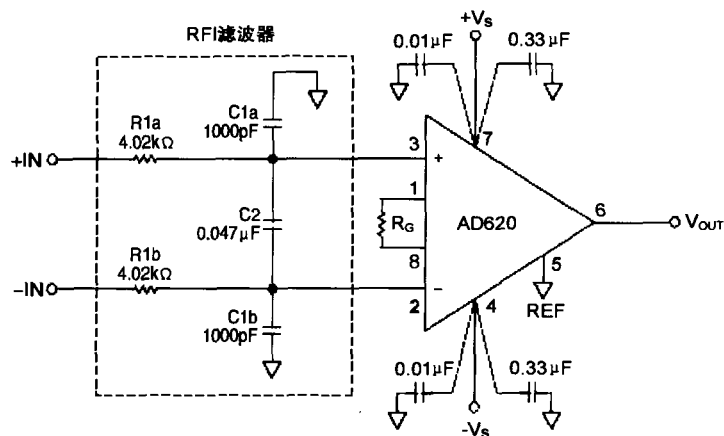 RFI滤波器
+Vs
0.01μF
0.33μF
C1a
1000pF
R1a
4.02kΩ
+IN
3
+
7
1
C2
0.047μF
RG
AD620
6
VOUT
8
5
REF
R1b
4.02kΩ
-IN
2
−
4
C1b
1000pF
0.01μF
0.33μF
-Vs